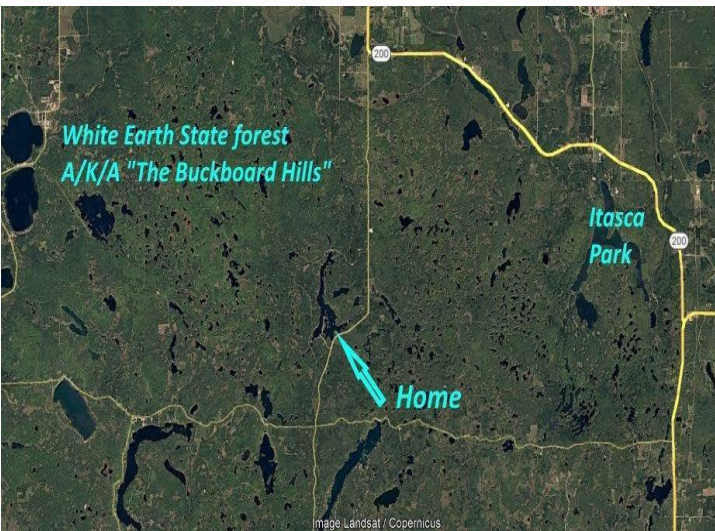 200
White Earth State forest
A/K/A "The Buckboard Hills"
Itasca
Park
200
Home
Image Landsat / Copernicus